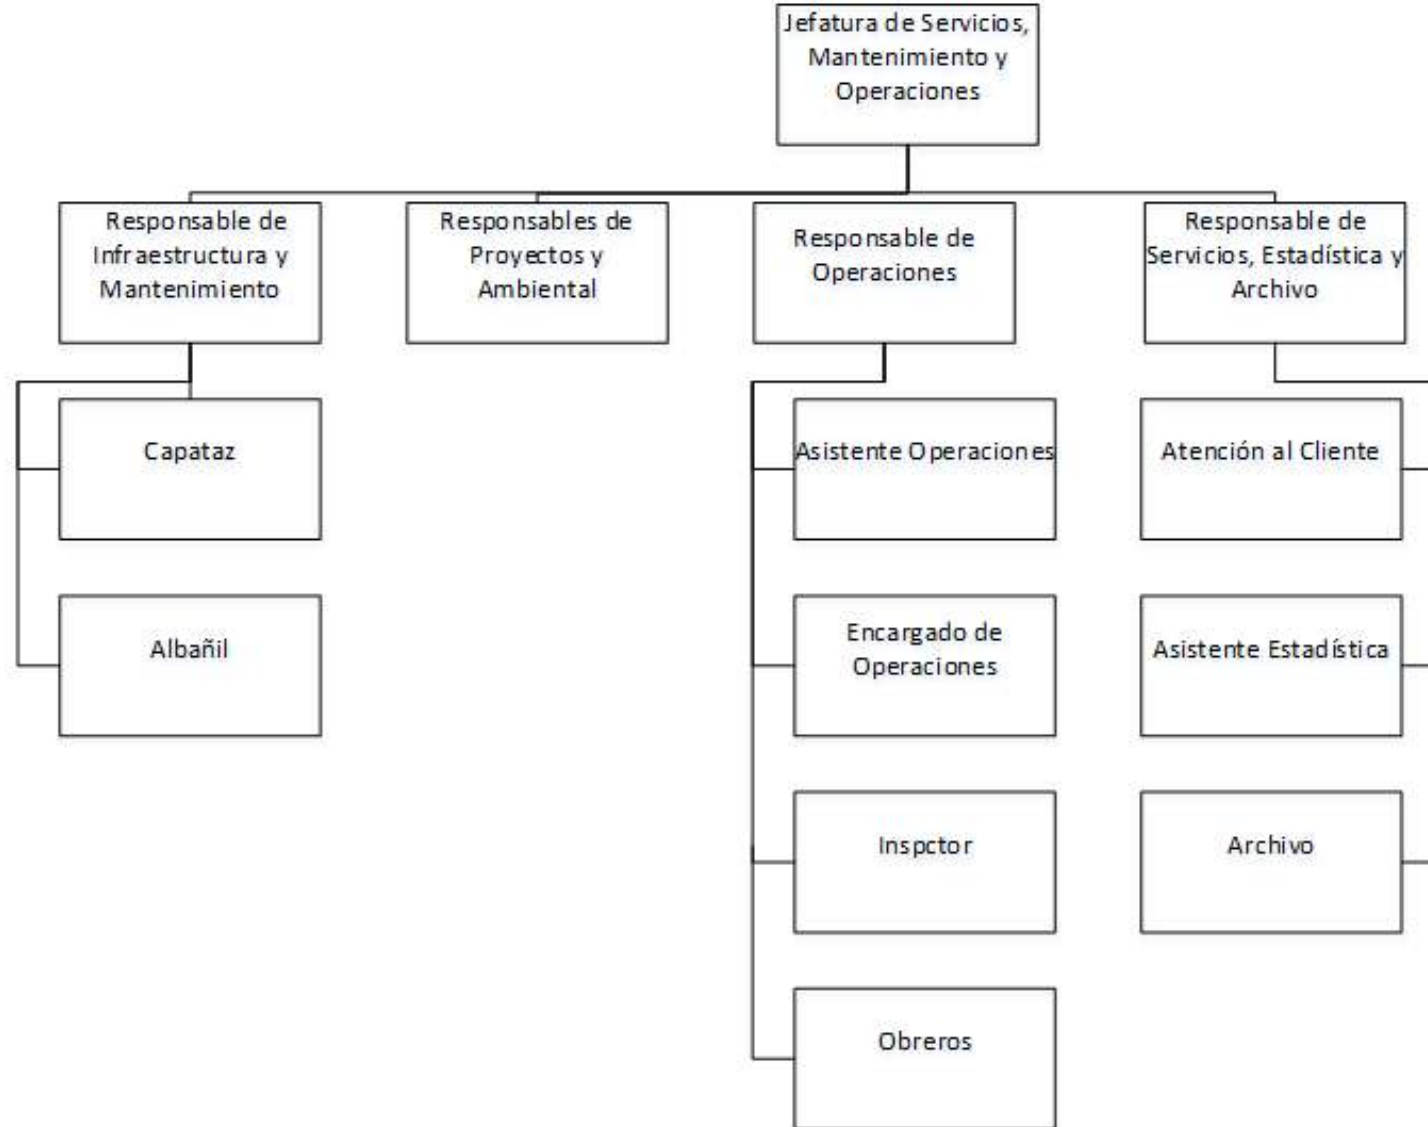 Jefatura de Servicios,
Mantenimiento y
Operaciones
Responsable de
Infraestructura y
Mantenimiento
Responsables de
Proyectos y
Ambiental
Responsable de
Operaciones
Responsable de
Servicios, Estadística y
Archivo
Capataz
Asistente Operaciones
Atención al Cliente
Albañil
Encargado de
Operaciones
Asistente Estadística
Inspctor
Archivo
Obreros